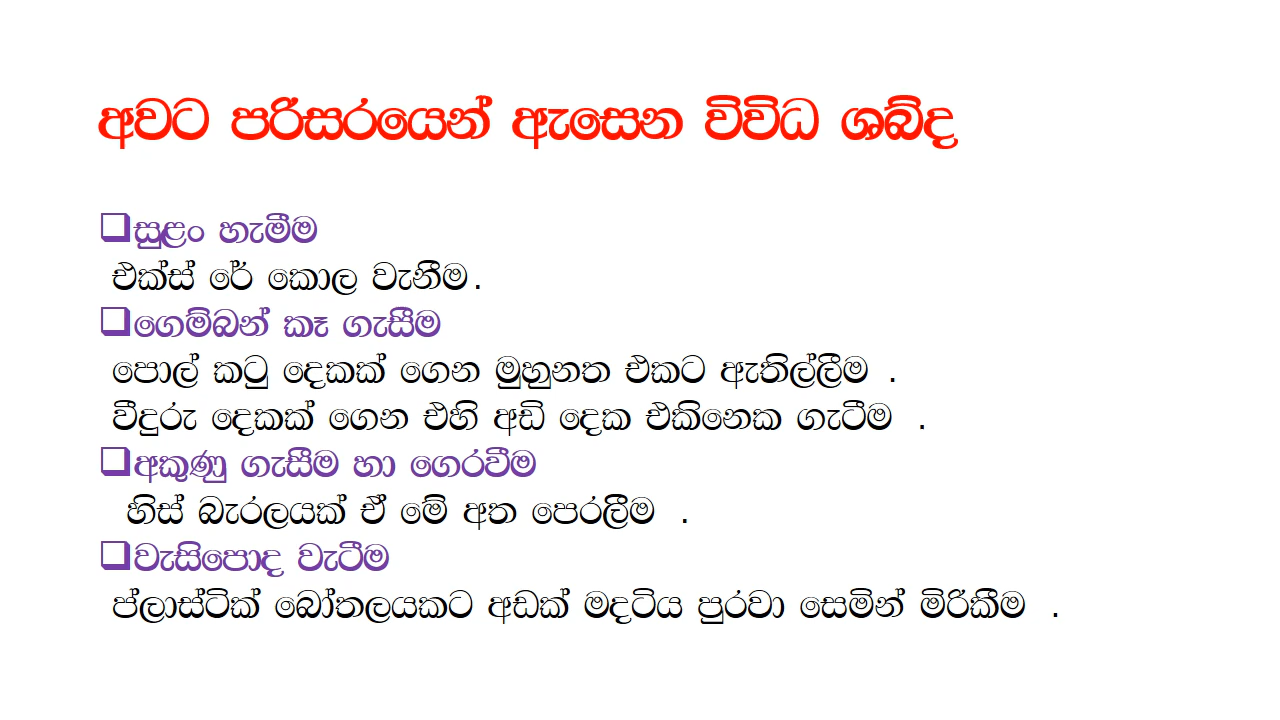 අවට පරිසරයෙන් ඇසෙන විවිධ ශබ්ද
❑සුළං හැමීම
එක්ස් රේ කොල වැනීම.
❑ගෙම්බන් කෑ ගැසීම
පොල් කටු දෙකක් ගෙන මුහුනත එකට ඇතිල්ලීම .
වීදුරු දෙකක් ගෙන එහි අඩි දෙක එකිනෙක ගැටීම .
❑අකුණු ගැසීම හා ගෙරවීම
හිස් බැරලයක් ඒ මේ අත පෙරලීම .
❑වැසිපොද වැටීම
ප්ලාස්ටික් බෝතලයකට අඩක් මදටිය පුරවා සෙමින් මිරිකීම .